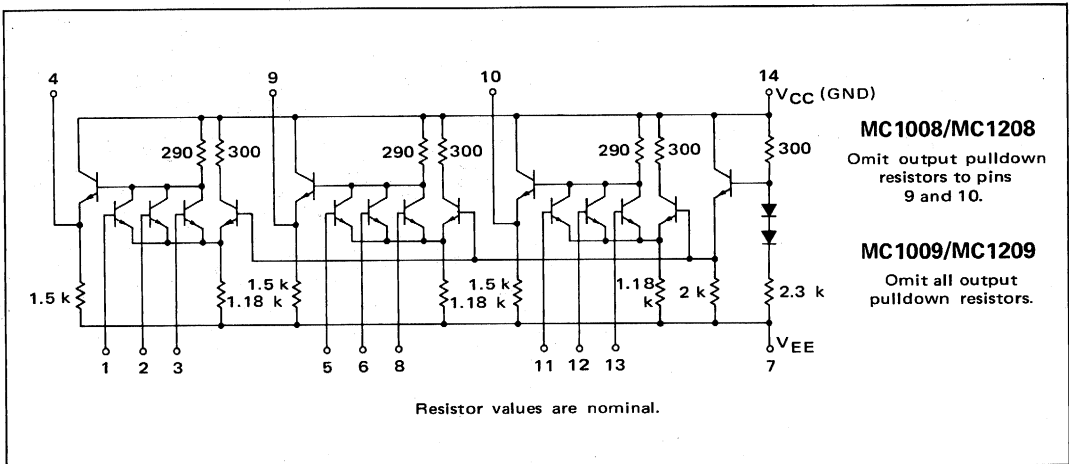 4 9 10 14
VCC (GND)
290 300 290 300 290 300 300
1.5 k 1.18 k 1.5 k 1.18 k 1.5 k 1.18 k 2 k 2.3 k
VEE
1 2 3 5 6 8 11 12 13 7
Resistor values are nominal.
MC1008/MC1208
Omit output pulldown
resistors to pins
9 and 10.
MC1009/MC1209
Omit all output
pulldown resistors.